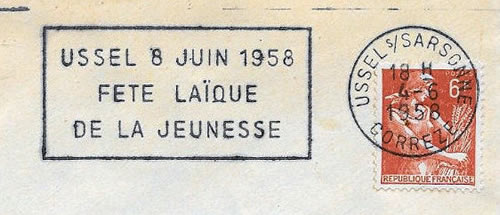 USSEL 8 JUIN 1958
FETE LAÏQUE
DE LA JEUNESSE
USSEL S/SARSONNE
18 H
4-6
1958
CORREZE
6F
REPUBLIQUE FRANÇAISE